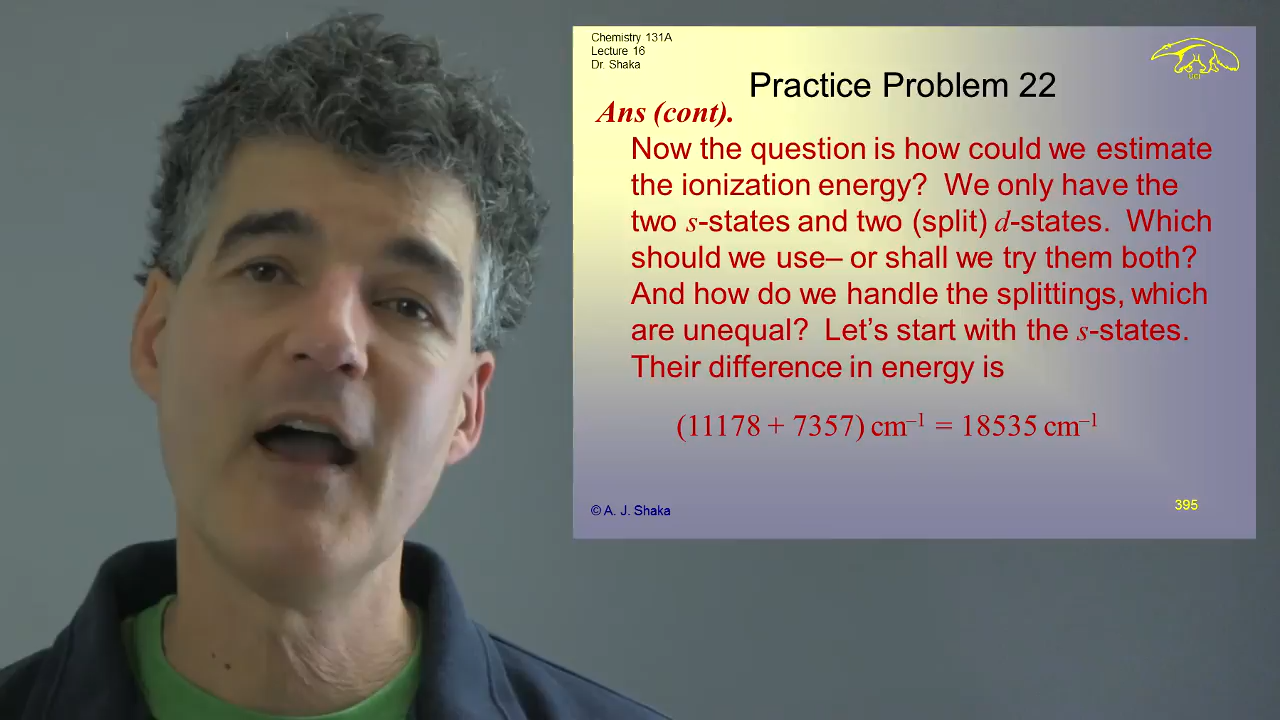 Chemistry 131A
Lecture 16
Dr. Shaka
UCI
Practice Problem 22
Ans (cont).
Now the question is how could we estimate
the ionization energy? We only have the
two s-states and two (split) d-states. Which
should we use– or shall we try them both?
And how do we handle the splittings, which
are unequal? Let’s start with the s-states.
Their difference in energy is
(11178 + 7357) cm⁻¹ = 18535 cm⁻¹
© A. J. Shaka
395